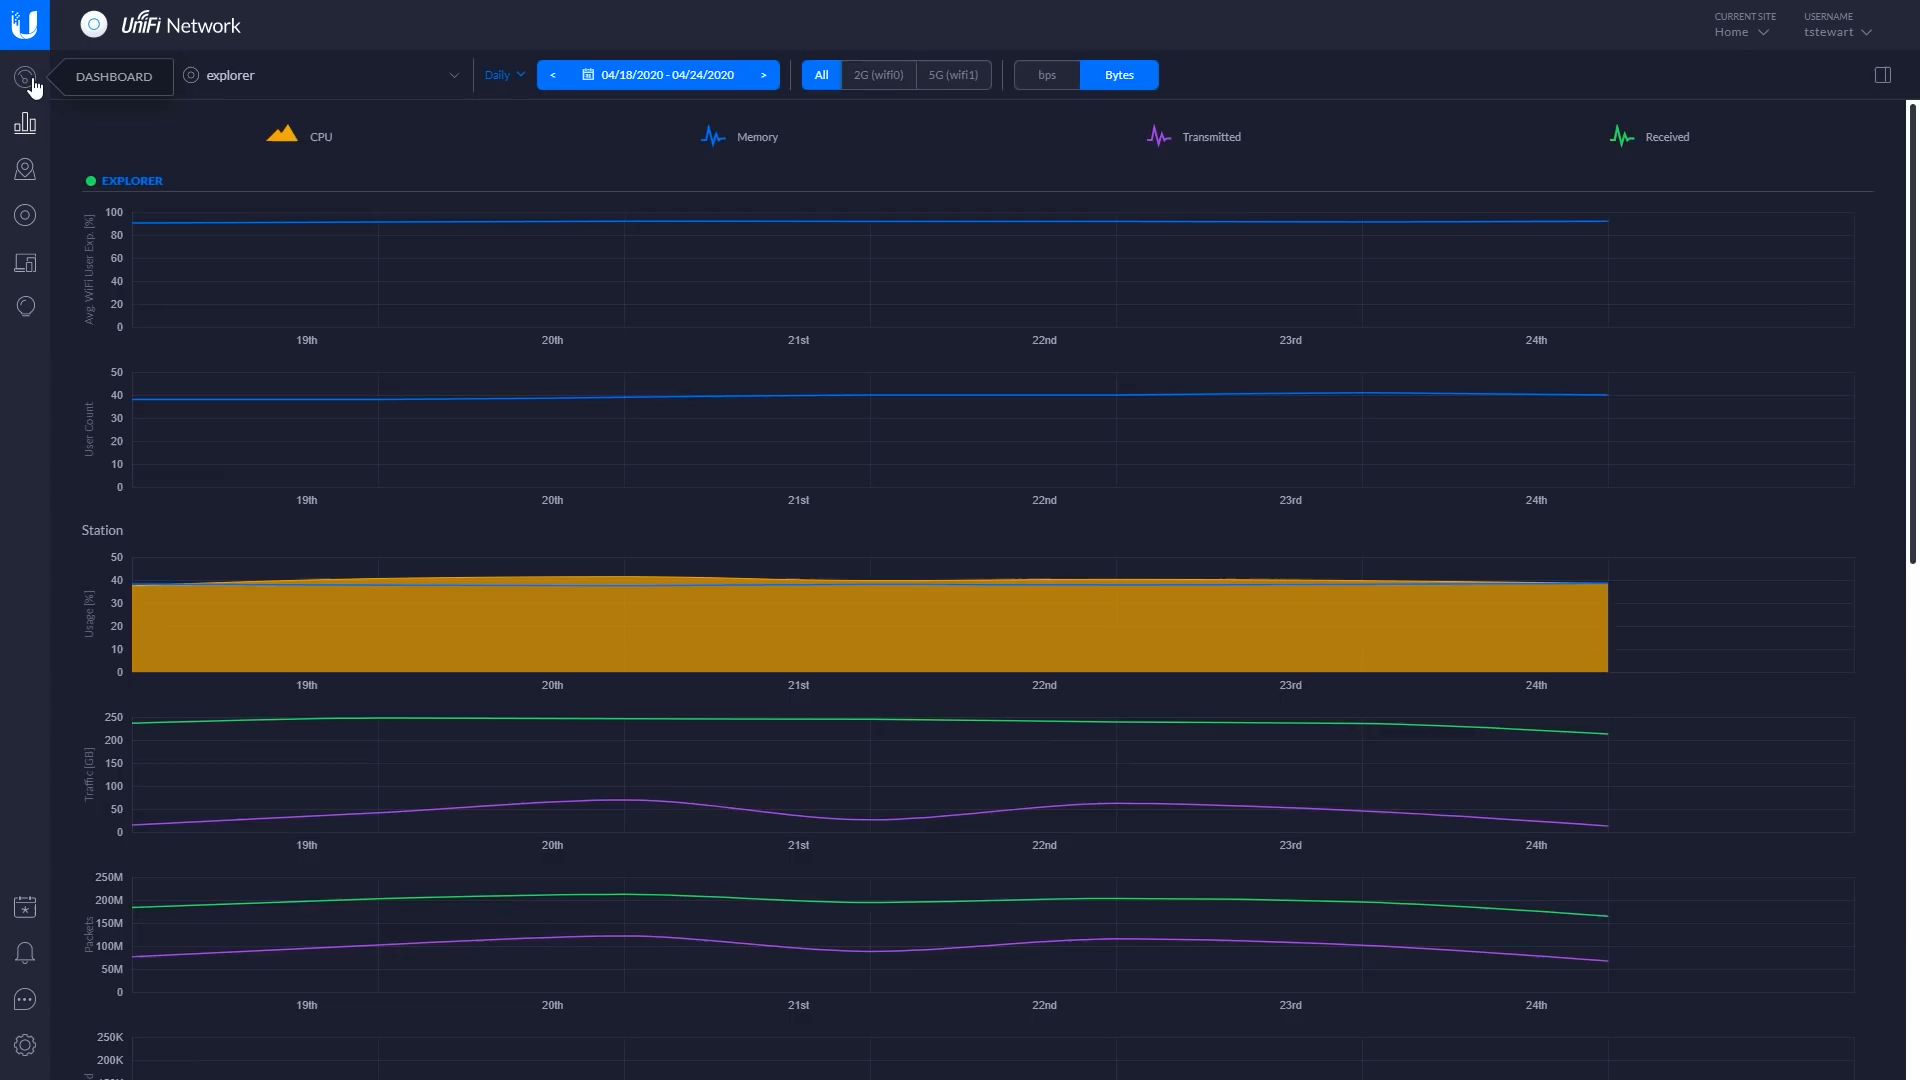 UniFi Network
CURRENT SITE
Home
USERNAME
tstewart
DASHBOARD
explorer
Daily
<
04/18/2020 - 04/24/2020
>
All
2G (wifi0)
5G (wifi1)
bps
Bytes
CPU
Memory
Transmitted
Received
EXPLORER
Avg. WiFi User Exp. [%]
100
80
60
40
20
0
19th
20th
21st
22nd
23rd
24th
User Count
50
40
30
20
10
0
19th
20th
21st
22nd
23rd
24th
Station
Usage [%]
50
40
30
20
10
0
19th
20th
21st
22nd
23rd
24th
Traffic [GB]
250
200
150
100
50
0
19th
20th
21st
22nd
23rd
24th
Packets
250M
200M
150M
100M
50M
0
19th
20th
21st
22nd
23rd
24th
250K
200K